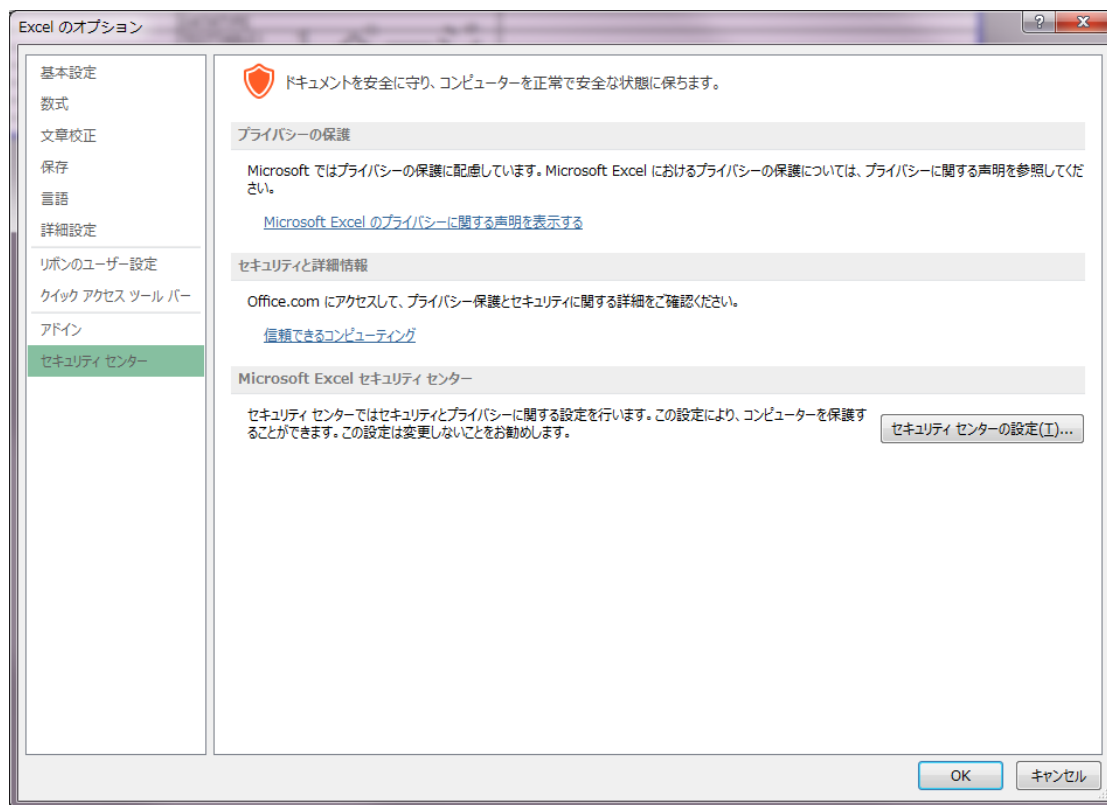 Excel のオプション
基本設定
数式
文章校正
保存
言語
詳細設定
リボンのユーザー設定
クイック アクセス ツール バー
アドイン
セキュリティ センター
ドキュメントを安全に守り、コンピューターを正常で安全な状態に保ちます。
プライバシーの保護
Microsoft ではプライバシーの保護に配慮しています。Microsoft Excel におけるプライバシーの保護については、プライバシーに関する声明を参照してくだ
さい。
Microsoft Excel のプライバシーに関する声明を表示する
セキュリティと詳細情報
Office.com にアクセスして、プライバシー保護とセキュリティに関する詳細をご確認ください。
信頼できるコンピューティング
Microsoft Excel セキュリティ センター
セキュリティ センターではセキュリティとプライバシーに関する設定を行います。この設定により、コンピューターを保護す
ることができます。この設定は変更しないことをお勧めします。
セキュリティ センターの設定(T)...
OK
キャンセル